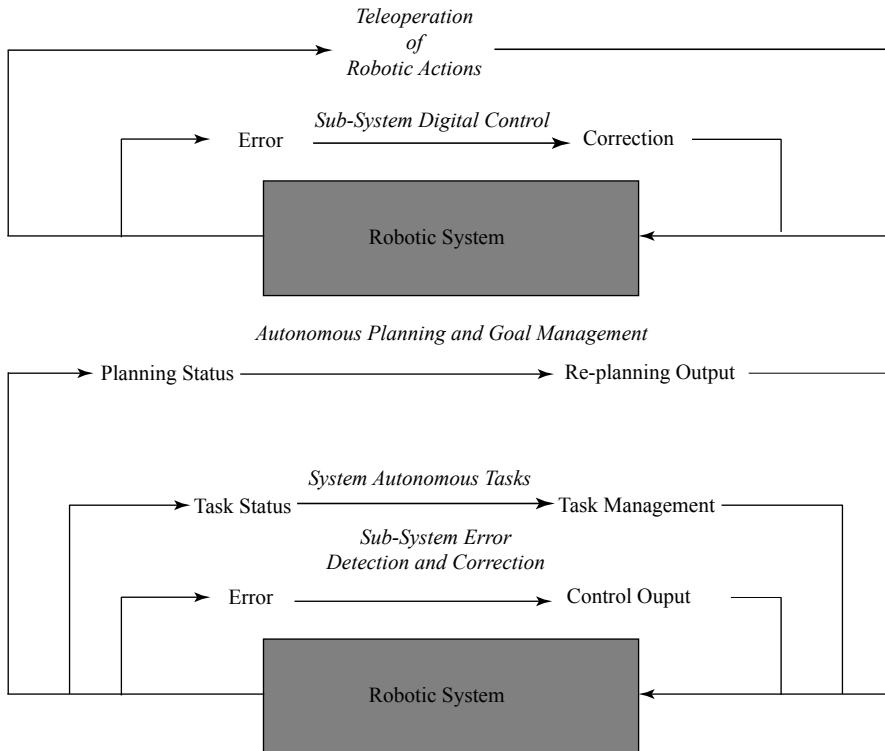 Teleoperation
of
Robotic Actions
Sub-System Digital Control
Error
Correction
Robotic System
Autonomous Planning and Goal Management
Planning Status
Re-planning Output
System Autonomous Tasks
Task Status
Task Management
Sub-System Error
Detection and Correction
Error
Control Ouput
Robotic System